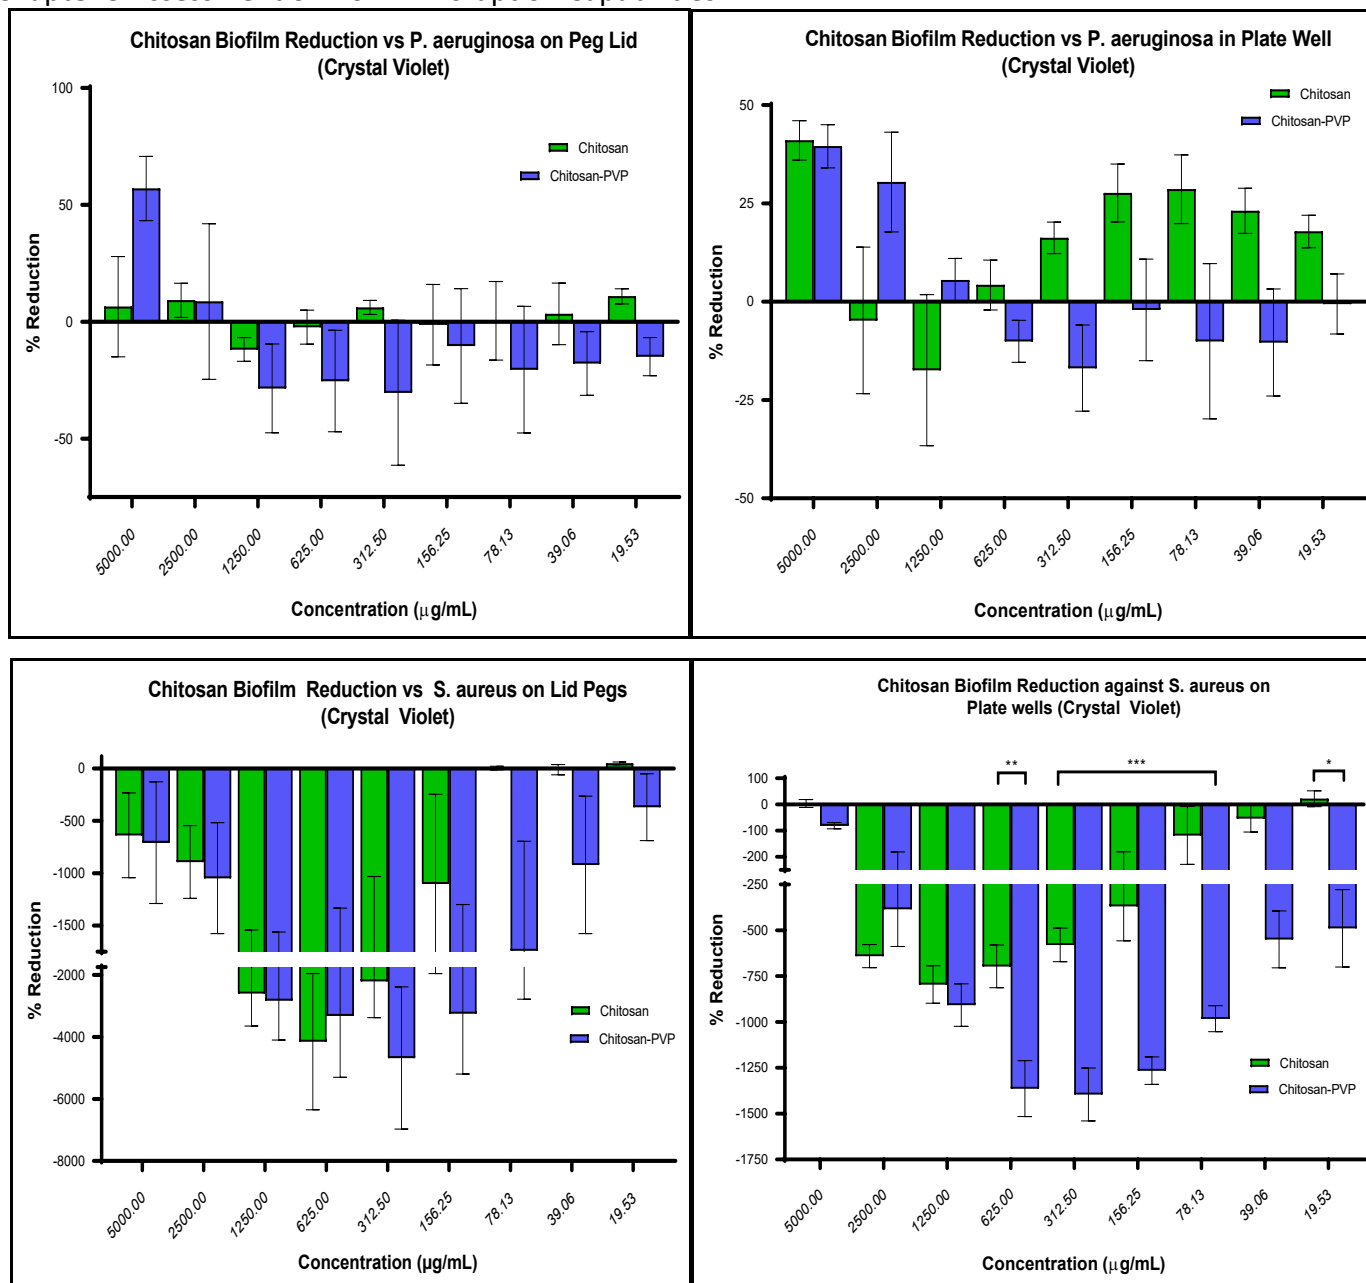 Chitosan Biofilm Reduction vs P. aeruginosa on Peg Lid
(Crystal Violet)
100
50
0
-50
% Reduction
Chitosan
Chitosan-PVP
5000.00
2500.00
1250.00
625.00
312.50
156.25
78.13
39.06
19.53
Concentration (μg/mL)
Chitosan Biofilm Reduction vs P. aeruginosa in Plate Well
(Crystal Violet)
50
25
0
-25
-50
% Reduction
Chitosan
Chitosan-PVP
5000.00
2500.00
1250.00
625.00
312.50
156.25
78.13
39.06
19.53
Concentration (μg/mL)
Chitosan Biofilm Reduction vs S. aureus on Lid Pegs
(Crystal Violet)
0
-500
-1000
-1500
-2000
-4000
-6000
-8000
% Reduction
Chitosan
Chitosan-PVP
5000.00
2500.00
1250.00
625.00
312.50
156.25
78.13
39.06
19.53
Concentration (µg/mL)
Chitosan Biofilm Reduction against S. aureus on
Plate wells (Crystal Violet)
** *** *
100
0
-100
-200
-250
-500
-750
-1000
-1250
-1500
-1750
% Reduction
Chitosan
Chitosan-PVP
5000.00
2500.00
1250.00
625.00
312.50
156.25
78.13
39.06
19.53
Concentration (μg/mL)